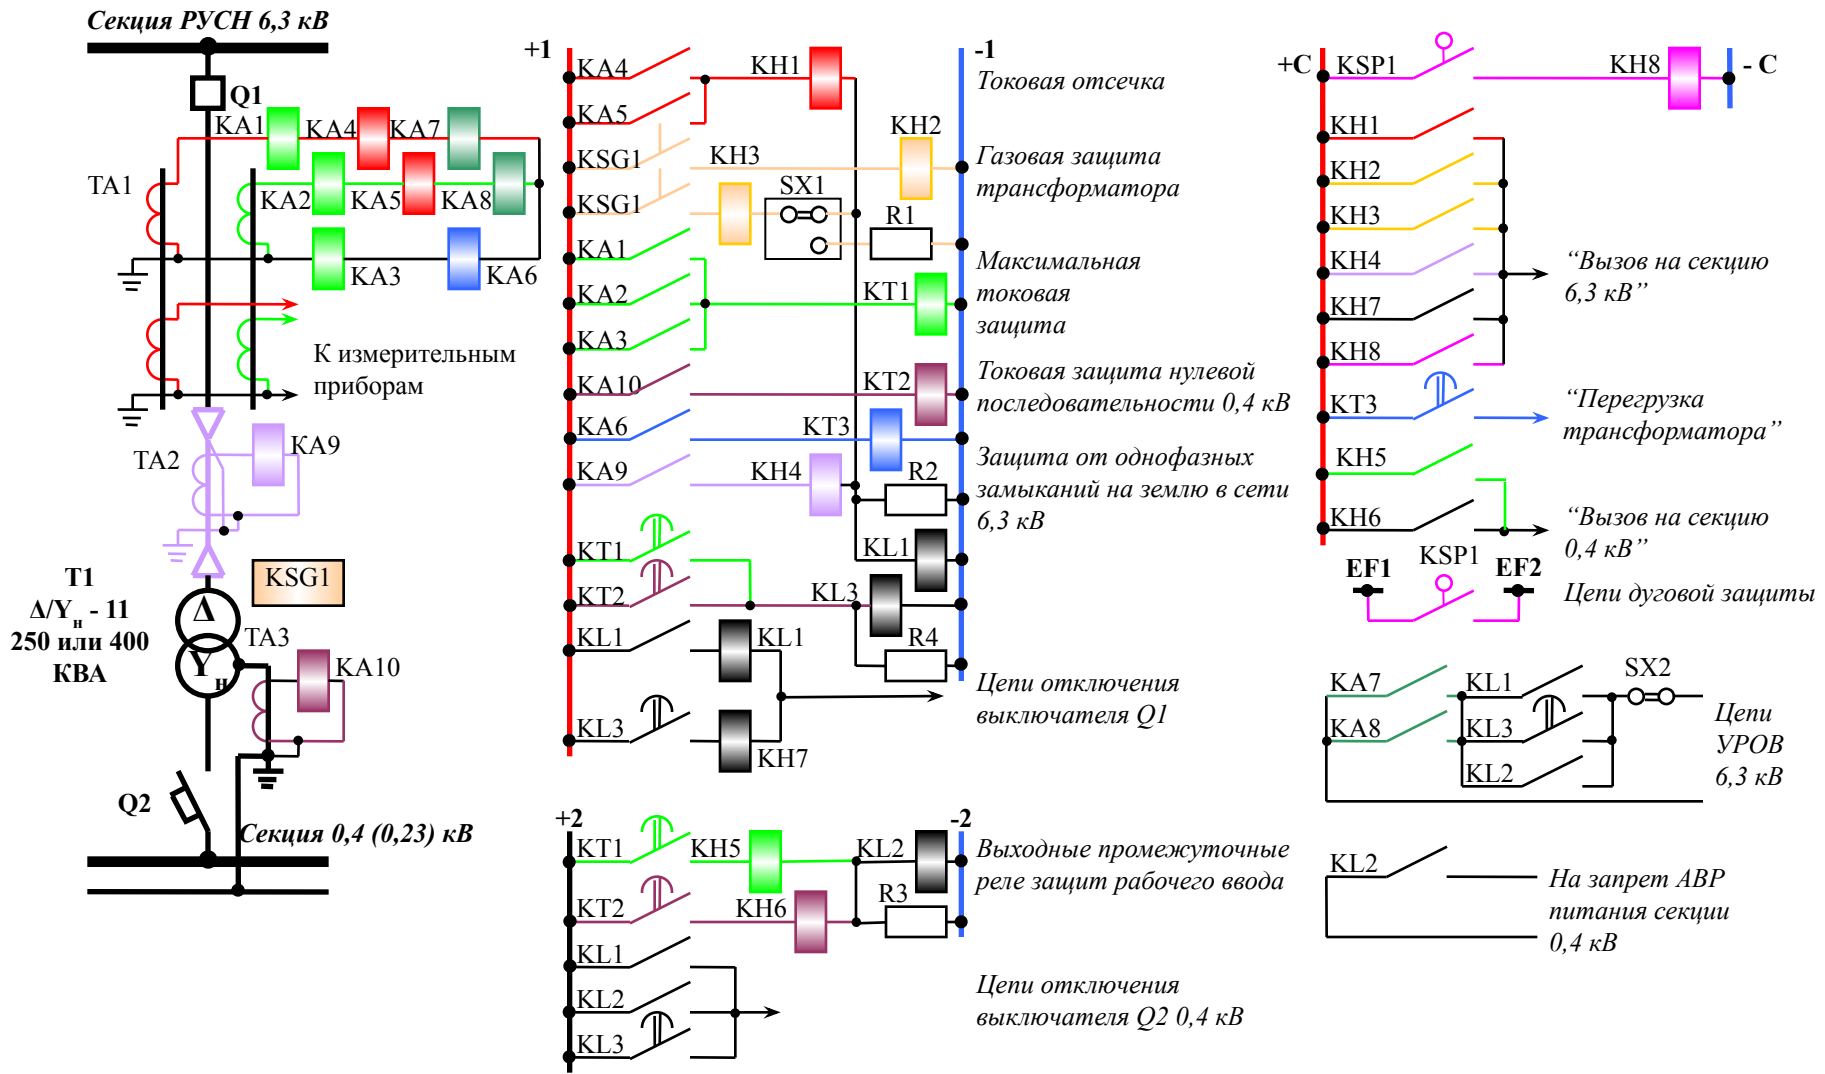 Секция РУСН 6,3 кВ
Q1
KA1
KA4
KA7
TA1
KA2
KA5
KA8
KA3
KA6
К измерительным
приборам
TA2
KA9
KSG1
T1
Δ/Yн - 11
250 или 400
КВА
Δ
Yн
TA3
KA10
Q2
Секция 0,4 (0,23) кВ
+1
-1
KA4
KH1
Токовая отсечка
KA5
KH2
KSG1
KH3
Газовая защита
трансформатора
KSG1
SX1
R1
KA1
Максимальная
токовая
защита
KA2
KT1
KA3
KA10
KT2
Токовая защита нулевой
последовательности 0,4 кВ
KA6
KT3
KA9
KH4
R2
Защита от однофазных
замыканий на землю в сети
6,3 кВ
KT1
KL1
KT2
KL3
KL1
KL1
R4
Цепи отключения
выключателя Q1
KL3
KH7
+2
-2
KT1
KH5
KL2
Выходные промежуточные
реле защит рабочего ввода
KT2
KH6
R3
KL1
KL2
Цепи отключения
выключателя Q2 0,4 кВ
KL3
+C
- C
KSP1
KH8
KH1
KH2
KH3
KH4
“Вызов на секцию
6,3 кВ”
KH7
KH8
KT3
“Перегрузка
трансформатора”
KH5
KH6
“Вызов на секцию
0,4 кВ”
EF1
KSP1
EF2
Цепи дуговой защиты
KA7
KL1
SX2
KA8
KL3
KL2
Цепи
УРОВ
6,3 кВ
KL2
На запрет АВР
питания секции
0,4 кВ